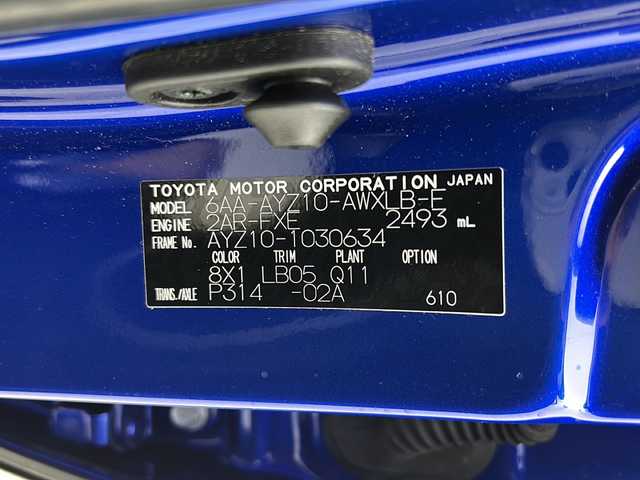 TOYOTA MOTOR CORPORATION JAPAN
MODEL 6AA-AYZ10-AWXLB-E
ENGINE 2AR-FXE 2493 mL
FRAME No. AYZ10-1030634
COLOR TRIM PLANT OPTION
8X1 LB05 Q11
TRANS./AXLE P314 -02A 610